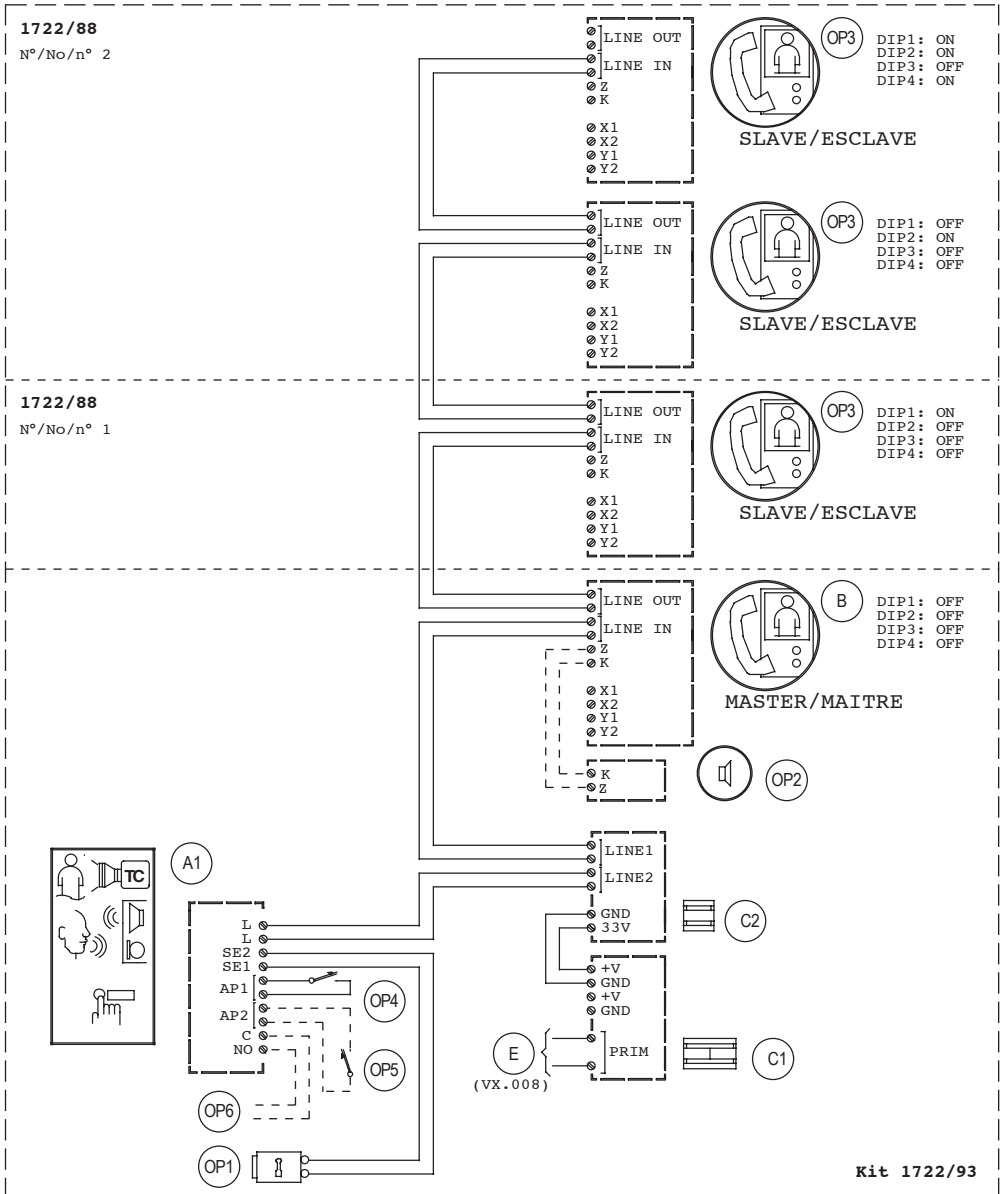 1722/88
N°/No/n° 2
LINE OUT
LINE IN
Z
K
X1
X2
Y1
Y2
OP3
DIP1: ON
DIP2: ON
DIP3: OFF
DIP4: ON
SLAVE/ESCLAVE
LINE OUT
LINE IN
Z
K
X1
X2
Y1
Y2
OP3
DIP1: OFF
DIP2: ON
DIP3: OFF
DIP4: OFF
SLAVE/ESCLAVE
1722/88
N°/No/n° 1
LINE OUT
LINE IN
Z
K
X1
X2
Y1
Y2
OP3
DIP1: ON
DIP2: OFF
DIP3: OFF
DIP4: OFF
SLAVE/ESCLAVE
LINE OUT
LINE IN
Z
K
X1
X2
Y1
Y2
B
DIP1: OFF
DIP2: OFF
DIP3: OFF
DIP4: OFF
MASTER/MAITRE
K
Z
OP2
A1
TC
L
L
SE2
SE1
AP1
AP2
C
NO
OP4
OP5
OP6
OP1
LINE1
LINE2
GND
33V
C2
+V
GND
+V
GND
PRIM
E
(VX.008)
C1
Kit 1722/93